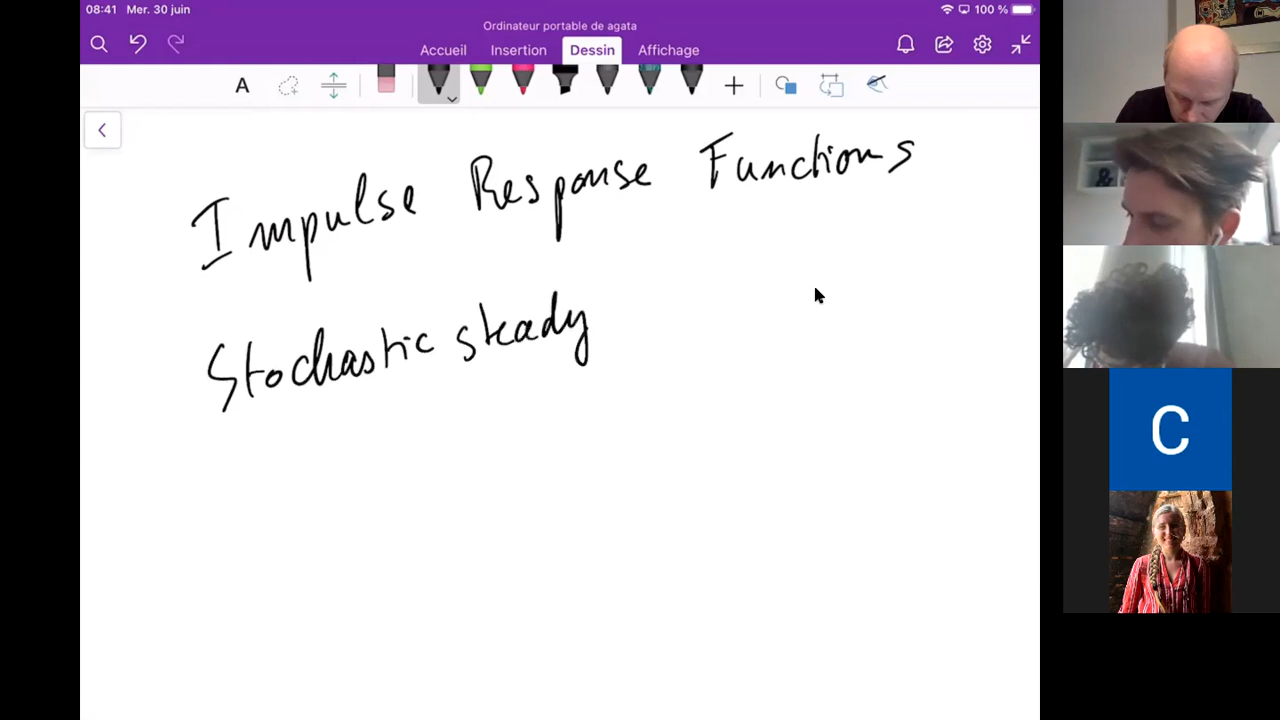 08:41 Mer. 30 juin 100 %
Ordinateur portable de agata
Accueil Insertion Dessin Affichage
A
Impulse Response Functions
Stochastic steady
C